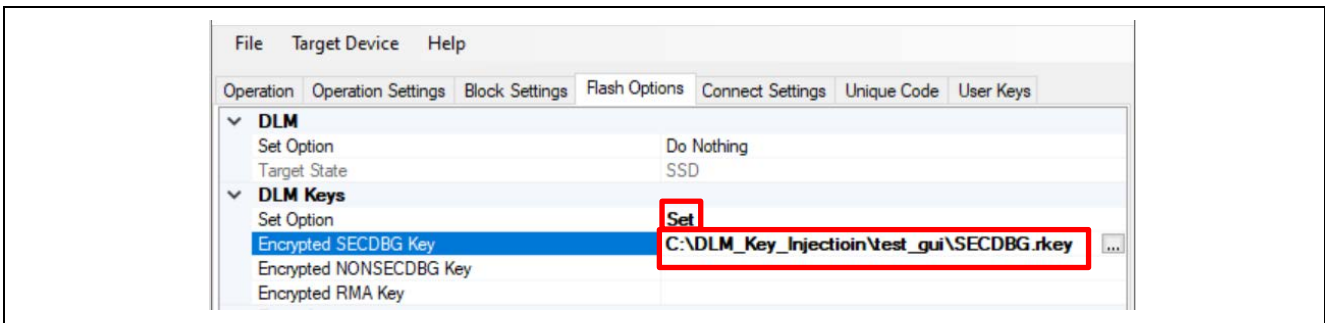 File Target Device Help
Operation Operation Settings Block Settings Flash Options Connect Settings Unique Code User Keys
DLM
Set Option Do Nothing
Target State SSD
DLM Keys
Set Option Set
Encrypted SECDBG Key C:\DLM_Key_Injectioin\test_gui\SECDBG.rkey ...
Encrypted NONSECDBG Key
Encrypted RMA Key